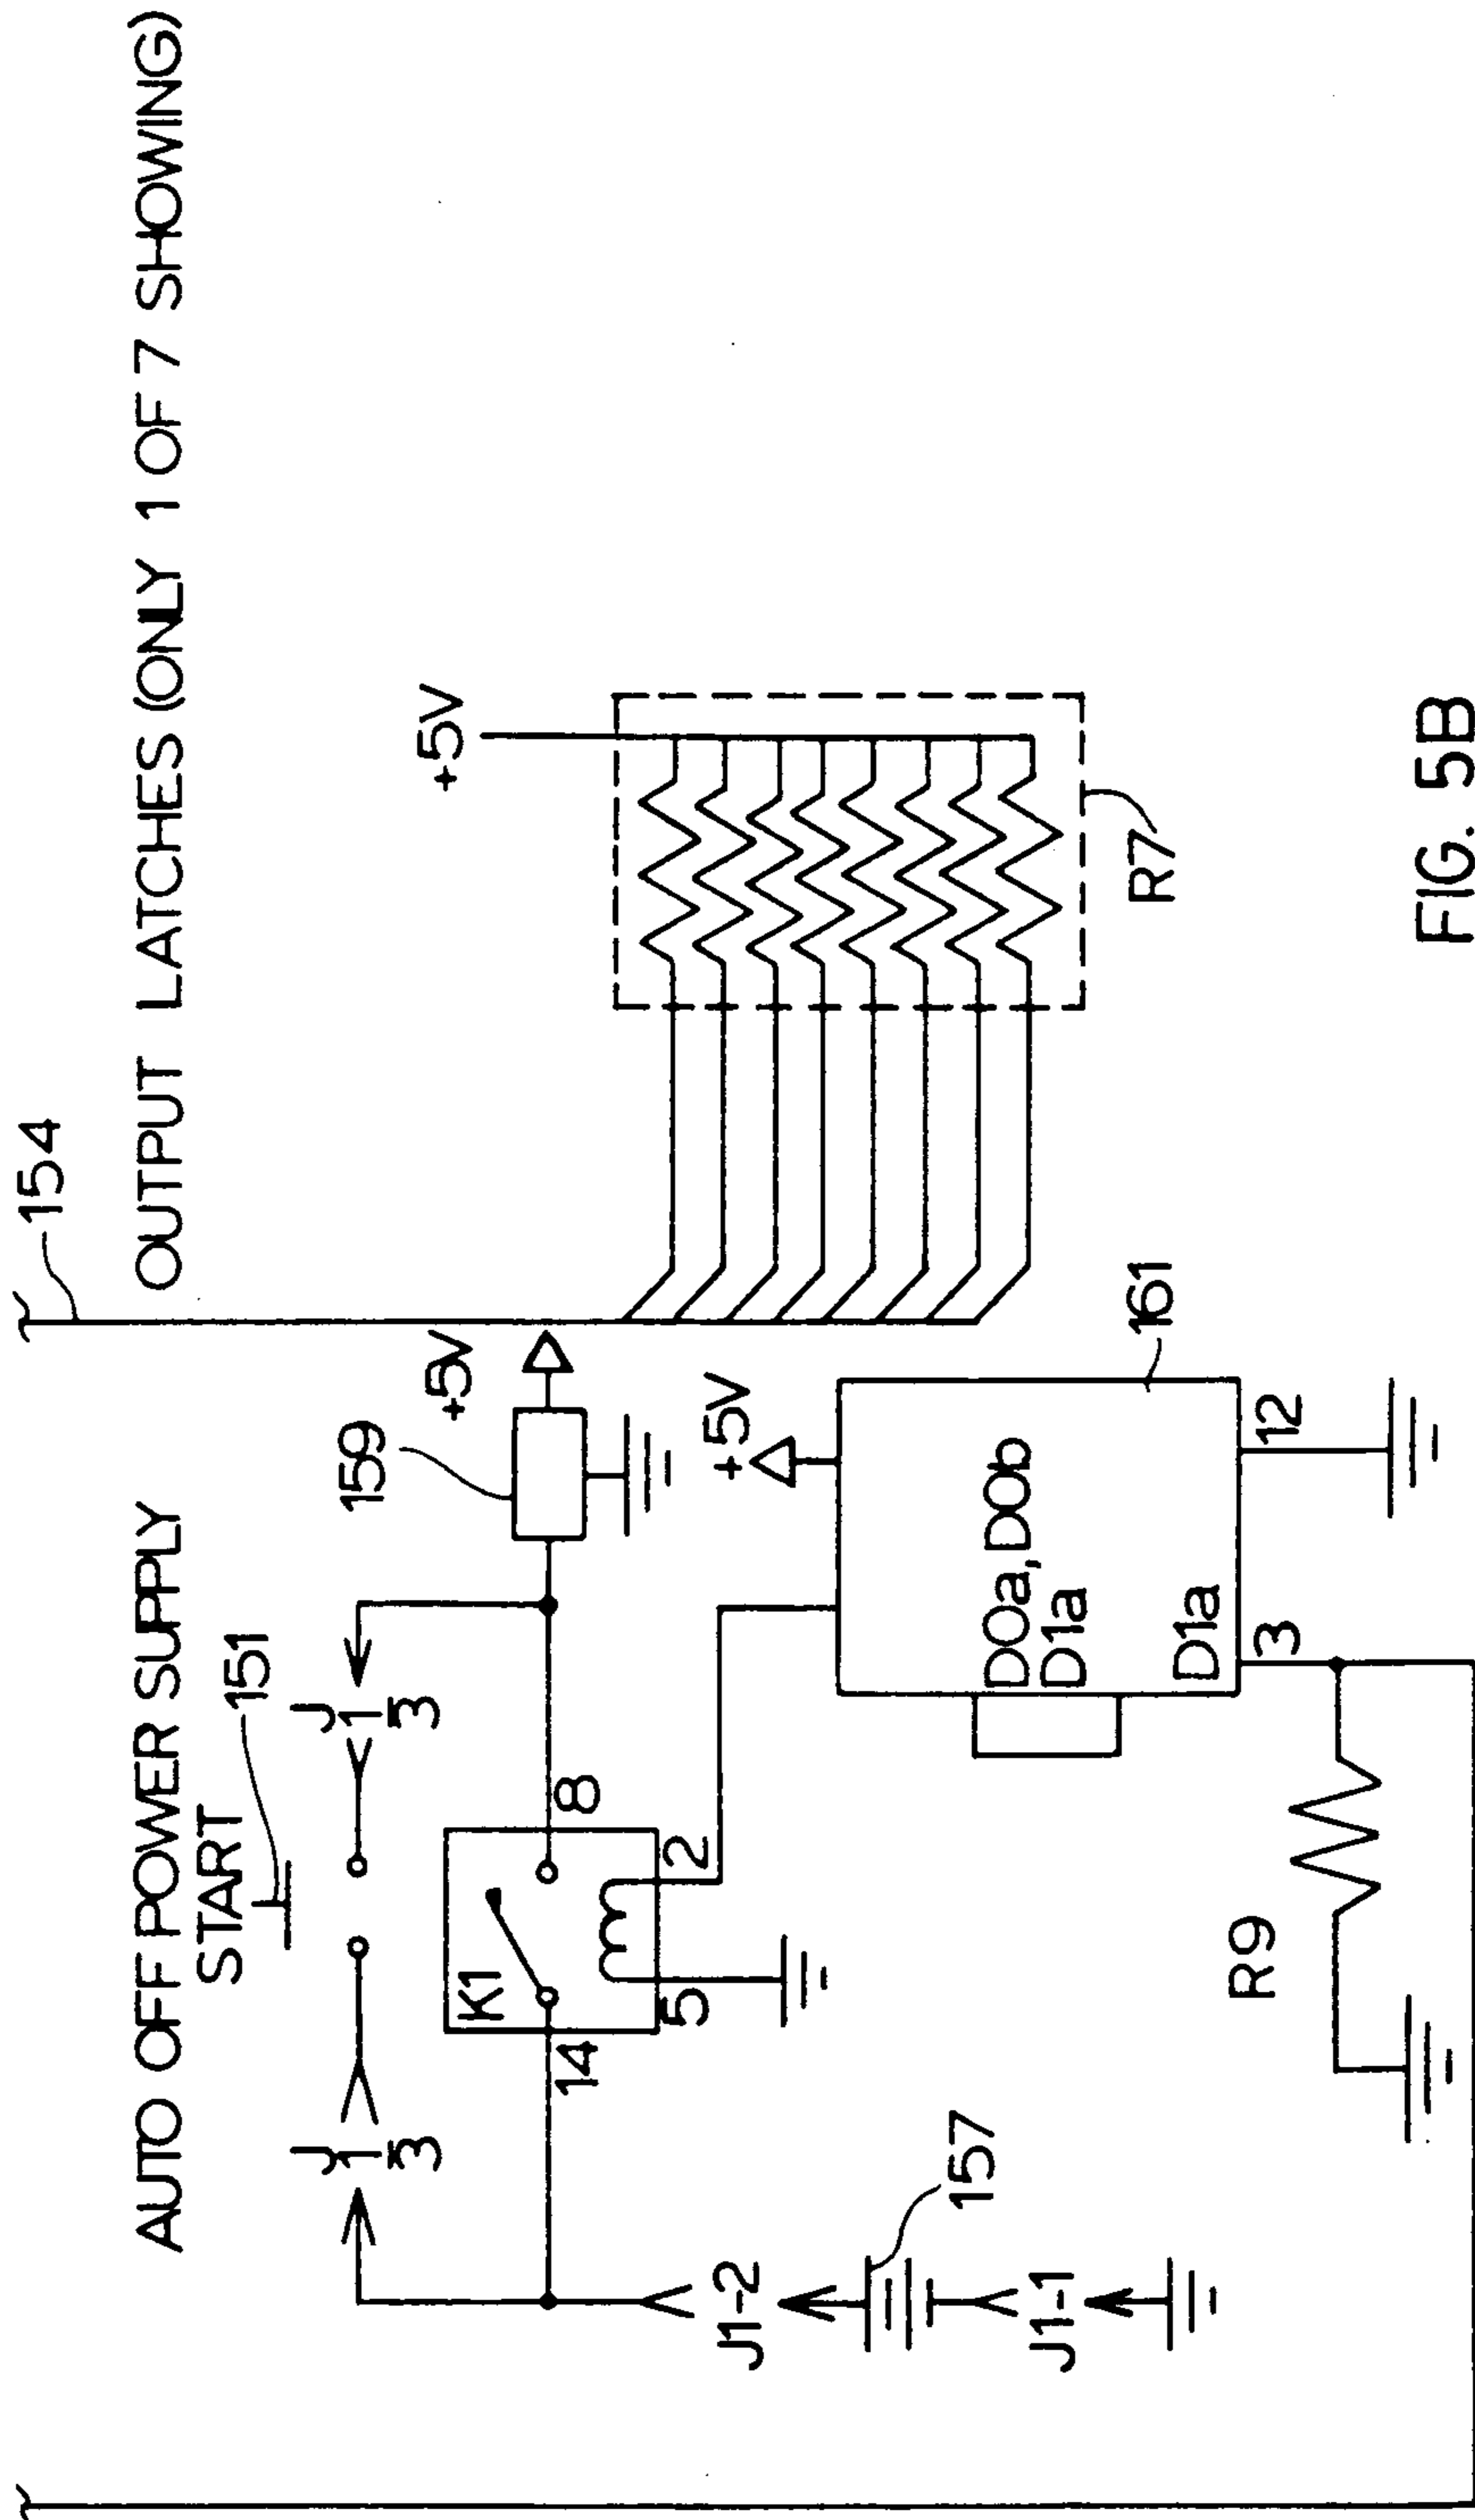 154
AUTO OFF POWER SUPPLY
OUTPUT LATCHES (ONLY 1 OF 7 SHOWING)
START
151
J1
3
J1
3
159
+5V
+5V
K1
14
8
5
2
+5V
J1-2
157
J1-1
D0a, D0b
D1a
D1a
161
3
12
R9
R7
FIG. 5B